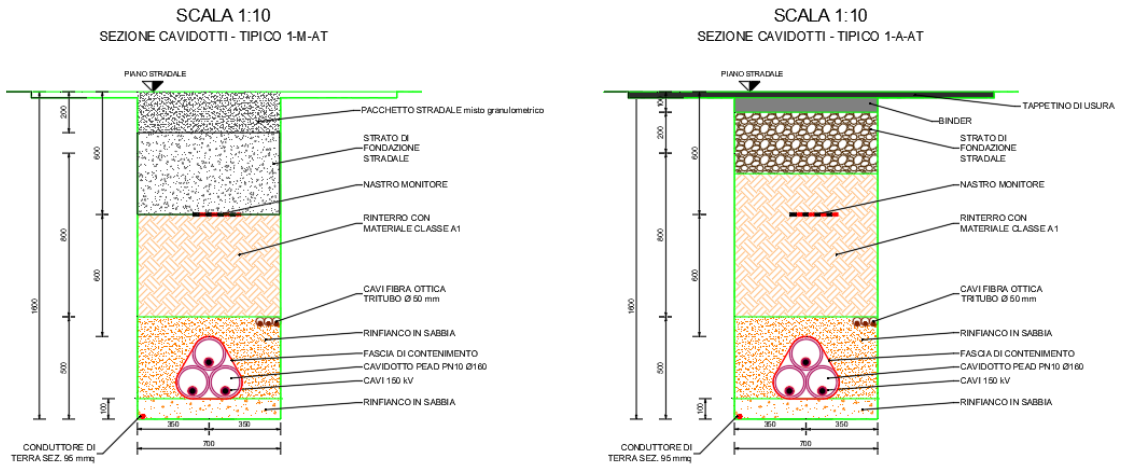 SCALA 1:10
SEZIONE CAVIDOTTI - TIPICO 1-M-AT
PIANO STRADALE
PACCHETTO STRADALE misto granulometrico
STRATO DI
FONDAZIONE
STRADALE
NASTRO MONITORE
RINTERRO CON
MATERIALE CLASSE A1
CAVI FIBRA OTTICA
TRITUBO Ø 50 mm
RINFIANCO IN SABBIA
FASCIA DI CONTENIMENTO
CAVIDOTTO PEAD PN10 Ø160
CAVI 150 kV
RINFIANCO IN SABBIA
CONDUTTORE DI
TERRA SEZ. 95 mmq
200
600
800
600
1600
500
100
350
350
700
SCALA 1:10
SEZIONE CAVIDOTTI - TIPICO 1-A-AT
PIANO STRADALE
TAPPETINO DI USURA
BINDER
STRATO DI
FONDAZIONE
STRADALE
NASTRO MONITORE
RINTERRO CON
MATERIALE CLASSE A1
CAVI FIBRA OTTICA
TRITUBO Ø 50 mm
RINFIANCO IN SABBIA
FASCIA DI CONTENIMENTO
CAVIDOTTO PEAD PN10 Ø160
CAVI 150 kV
RINFIANCO IN SABBIA
CONDUTTORE DI
TERRA SEZ. 95 mmq
100
200
600
800
600
1600
500
100
350
350
700